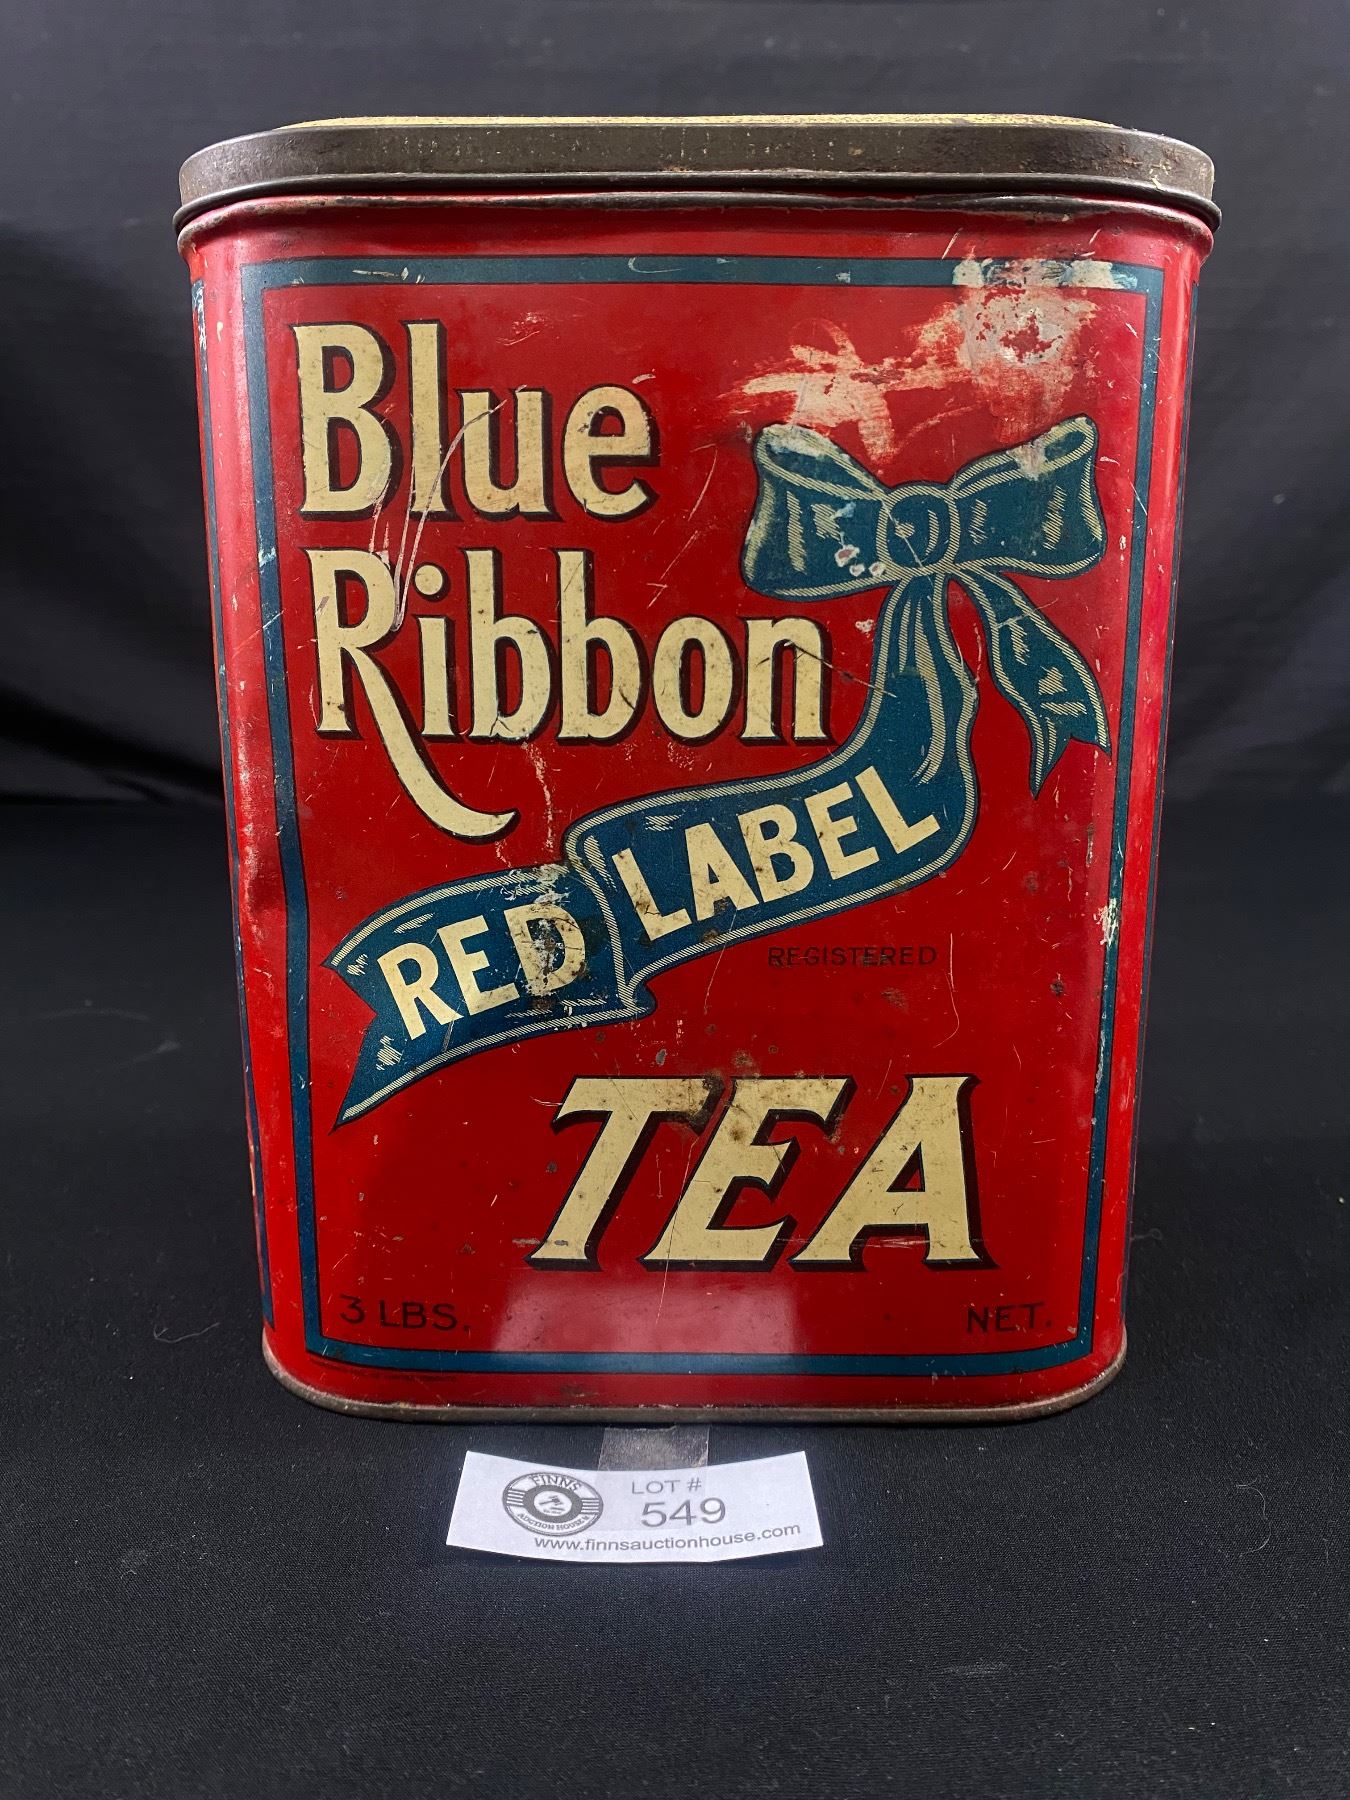 Blue
Ribbon
RED LABEL
REGISTERED
TEA
3 LBS. NET.
FINNS
AUCTION HOUSE
LOT #
549
www.finnsauctionhouse.com